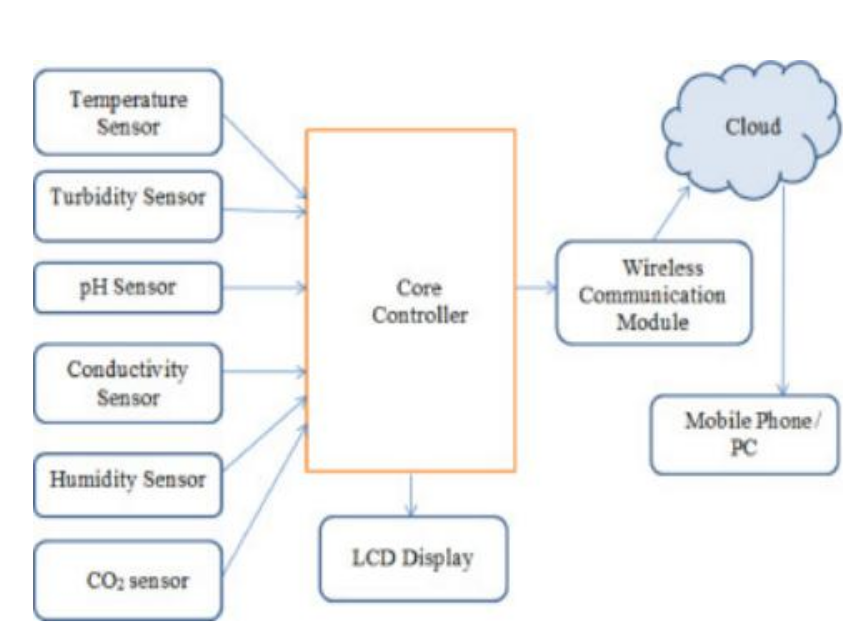 Temperature
Sensor
Turbidity Sensor
pH Sensor
Conductivity
Sensor
Humidity Sensor
CO₂ sensor
Core
Controller
LCD Display
Wireless
Communication
Module
Cloud
Mobile Phone/
PC